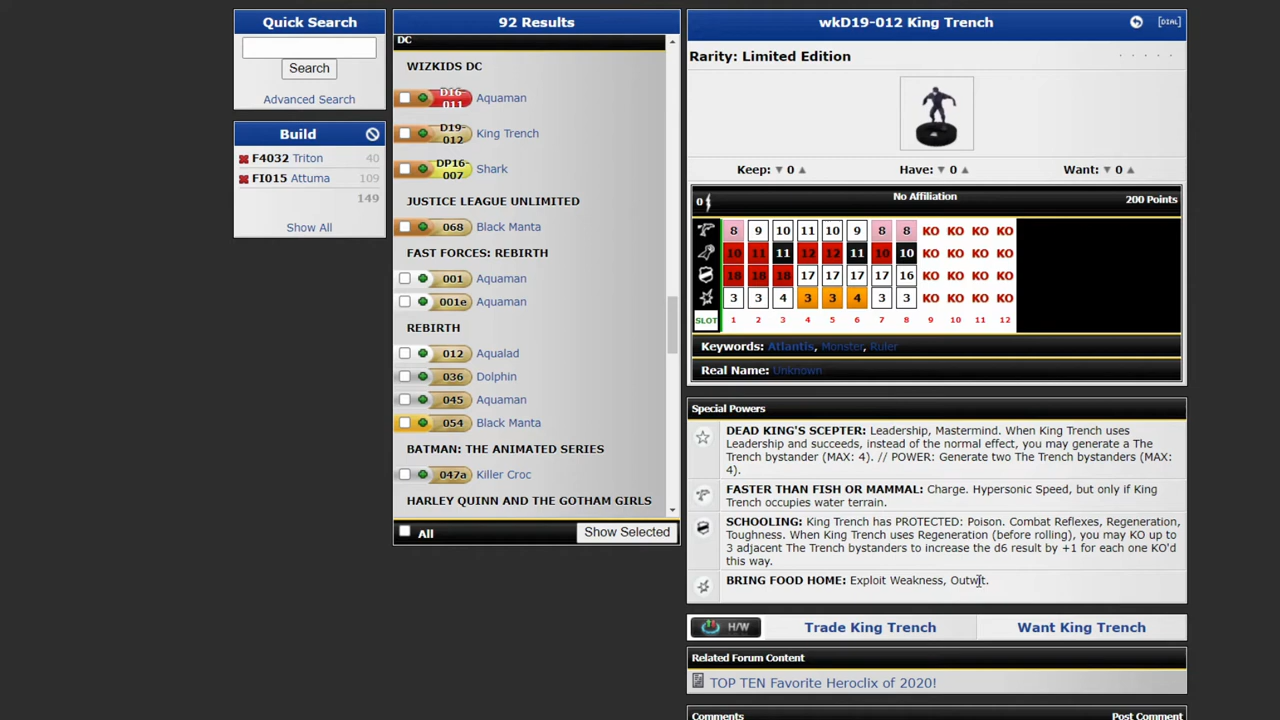 Quick Search
Search
Advanced Search
Build
F4032 Triton 40
FI015 Attuma 109
149
Show All
92 Results
DC
WIZKIDS DC
D16-011 Aquaman
D19-012 King Trench
DP16-007 Shark
JUSTICE LEAGUE UNLIMITED
068 Black Manta
FAST FORCES: REBIRTH
001 Aquaman
001e Aquaman
REBIRTH
012 Aqualad
036 Dolphin
045 Aquaman
054 Black Manta
BATMAN: THE ANIMATED SERIES
047a Killer Croc
HARLEY QUINN AND THE GOTHAM GIRLS
All Show Selected
wkD19-012 King Trench [DIAL]
Rarity: Limited Edition
Keep: 0 Have: 0 Want: 0
0 No Affiliation 200 Points
8 9 10 11 10 9 8 8 KO KO KO KO
10 11 11 12 12 11 10 10 KO KO KO KO
18 18 18 17 17 17 17 16 KO KO KO KO
3 3 4 3 3 4 3 3 KO KO KO KO
SLOT 1 2 3 4 5 6 7 8 9 10 11 12
Keywords: Atlantis, Monster, Ruler
Real Name: Unknown
Special Powers
DEAD KING'S SCEPTER: Leadership, Mastermind. When King Trench uses
Leadership and succeeds, instead of the normal effect, you may generate a The
Trench bystander (MAX: 4). // POWER: Generate two The Trench bystanders (MAX:
4).
FASTER THAN FISH OR MAMMAL: Charge. Hypersonic Speed, but only if King
Trench occupies water terrain.
SCHOOLING: King Trench has PROTECTED: Poison. Combat Reflexes, Regeneration,
Toughness. When King Trench uses Regeneration (before rolling), you may KO up to
3 adjacent The Trench bystanders to increase the d6 result by +1 for each one KO'd
this way.
BRING FOOD HOME: Exploit Weakness, Outwit.
H/W Trade King Trench Want King Trench
Related Forum Content
TOP TEN Favorite Heroclix of 2020!
Comments Post Comment